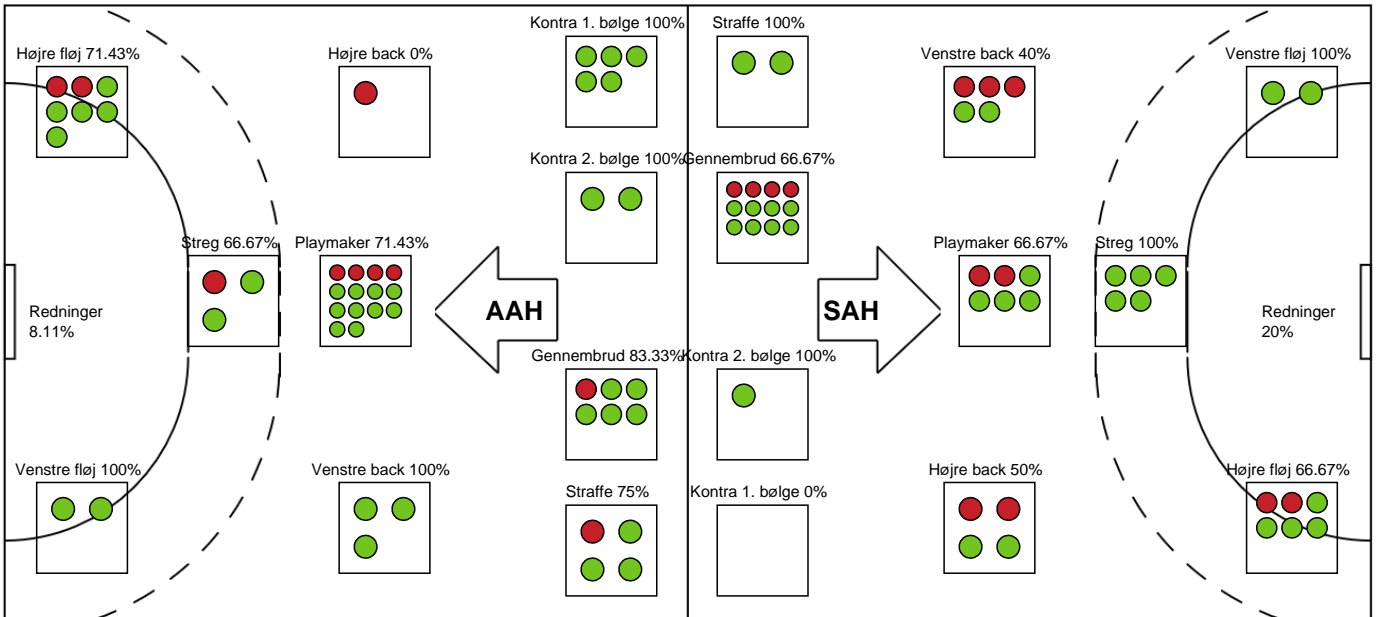 Kontra 1. bølge 100%
Straffe 100%
Højre fløj 71.43%
Højre back 0%
Venstre back 40%
Venstre fløj 100%
Kontra 2. bølge 100%
Gennembrud 66.67%
Streg 66.67%
Playmaker 71.43%
Playmaker 66.67%
Streg 100%
Redninger
8.11%
AAH
SAH
Redninger
20%
Gennembrud 83.33%
Kontra 2. bølge 100%
Venstre fløj 100%
Venstre back 100%
Straffe 75%
Kontra 1. bølge 0%
Højre back 50%
Højre fløj 66.67%